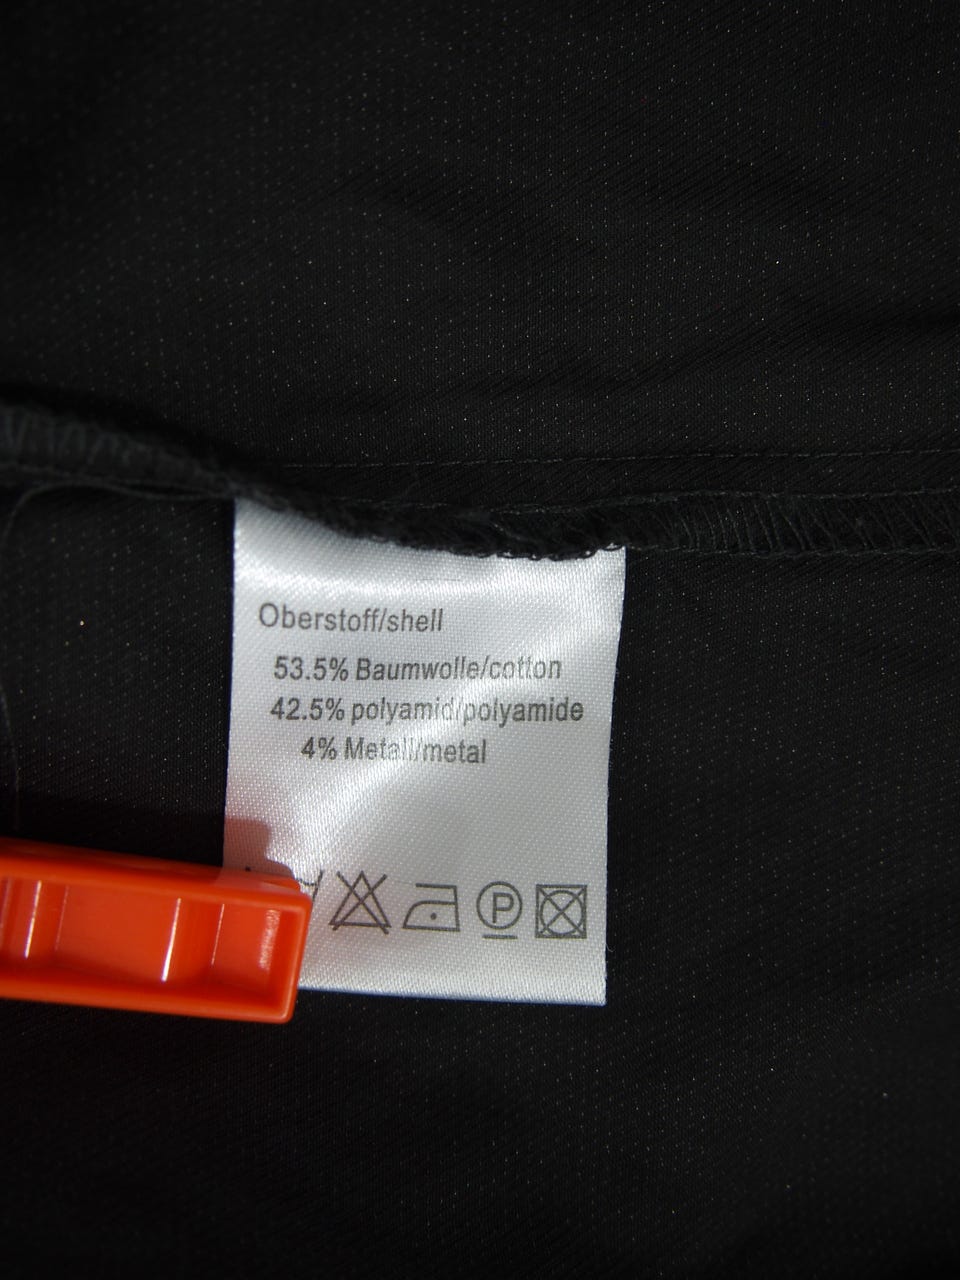 Oberstoff/shell
53.5% Baumwolle/cotton
42.5% polyamid/polyamide
4% Metall/metal
P